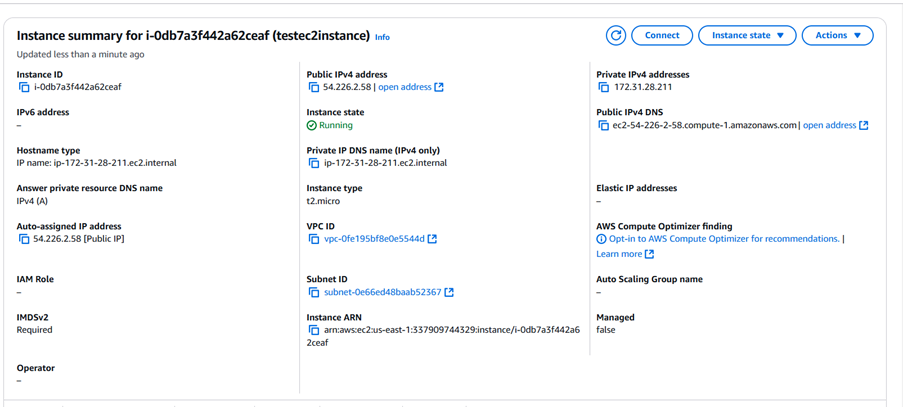 Instance summary for i-0db7a3f442a62ceaf (testec2instance) Info
Connect
Instance state
Actions
Updated less than a minute ago
Instance ID
i-0db7a3f442a62ceaf
Public IPv4 address
54.226.2.58 | open address
Private IPv4 addresses
172.31.28.211
IPv6 address
–
Instance state
Running
Public IPv4 DNS
ec2-54-226-2-58.compute-1.amazonaws.com | open address
Hostname type
IP name: ip-172-31-28-211.ec2.internal
Private IP DNS name (IPv4 only)
ip-172-31-28-211.ec2.internal
Answer private resource DNS name
IPv4 (A)
Instance type
t2.micro
Elastic IP addresses
–
Auto-assigned IP address
54.226.2.58 [Public IP]
VPC ID
vpc-0fe195bf8e0e5544d
AWS Compute Optimizer finding
Opt-in to AWS Compute Optimizer for recommendations. |
Learn more
IAM Role
–
Subnet ID
subnet-0e66ed48baab52367
Auto Scaling Group name
–
IMDSv2
Required
Instance ARN
arn:aws:ec2:us-east-1:337909744329:instance/i-0db7a3f442a6
2ceaf
Managed
false
Operator
–